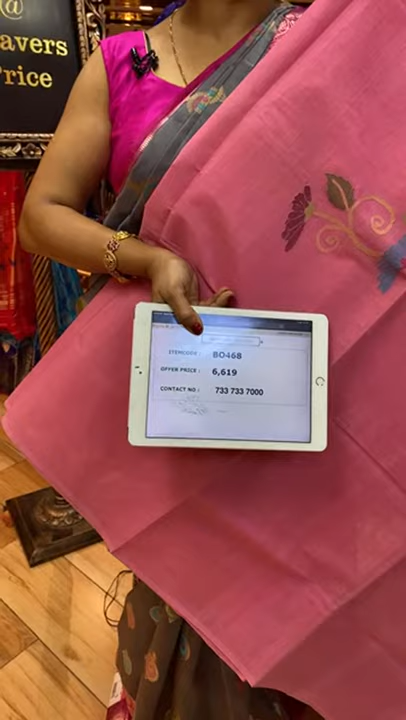 @
avers
Price
ITEMCODE : BO468
OFFER PRICE : 6,619
CONTACT NO : 733 733 7000